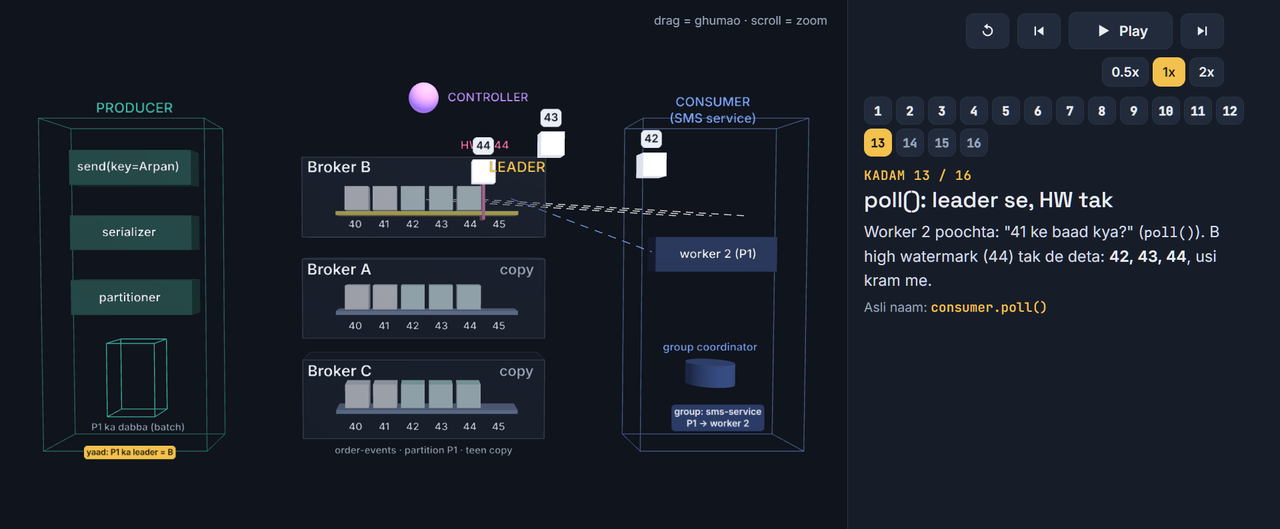 drag = ghumao · scroll = zoom
Play
0.5x 1x 2x
1 2 3 4 5 6 7 8 9 10 11 12
13 14 15 16
KADAM 13 / 16
poll(): leader se, HW tak
Worker 2 poochta: "41 ke baad kya?" (poll()). B
high watermark (44) tak de deta: 42, 43, 44, usi
kram me.
Asli naam: consumer.poll()
PRODUCER
send(key=Arpan)
serializer
partitioner
P1 ka dabba (batch)
yaad: P1 ka leader = B
CONTROLLER
43
44
HW 44
Broker B
LEADER
40 41 42 43 44 45
Broker A
copy
40 41 42 43 44 45
Broker C
copy
40 41 42 43 44 45
order-events · partition P1 · teen copy
CONSUMER
(SMS service)
42
worker 2 (P1)
group coordinator
group: sms-service
P1 → worker 2